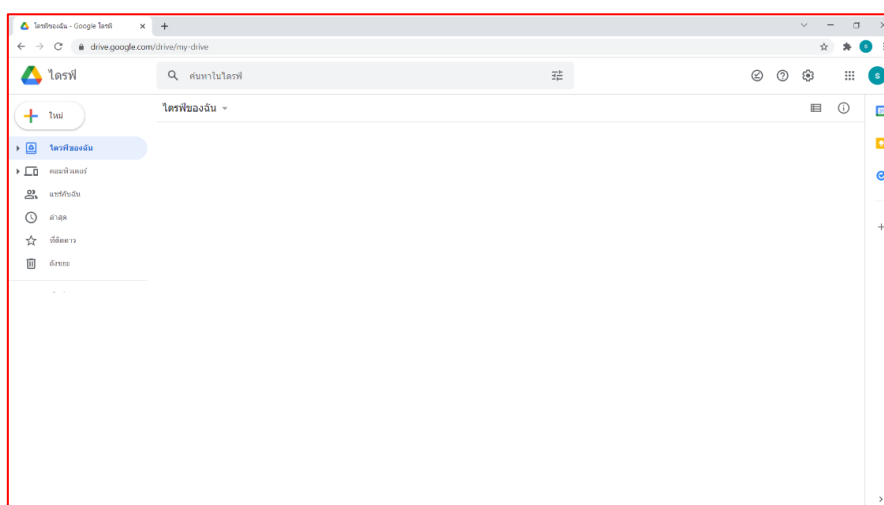 ไดรฟ์ของฉัน - Google ไดรฟ์
drive.google.com/drive/my-drive
ไดรฟ์
ค้นหาในไดรฟ์
S
ใหม่
ไดรฟ์ของฉัน
ไดรฟ์ของฉัน
คอมพิวเตอร์
แชร์กับฉัน
ล่าสุด
ที่ติดดาว
ถังขยะ